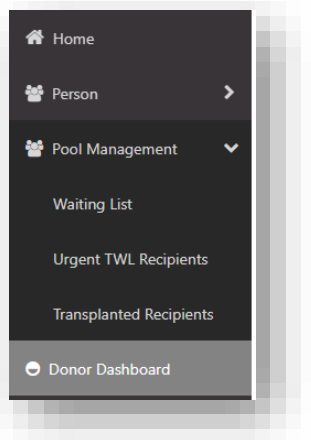 Home
Person
Pool Management
Waiting List
Urgent TWL Recipients
Transplanted Recipients
Donor Dashboard